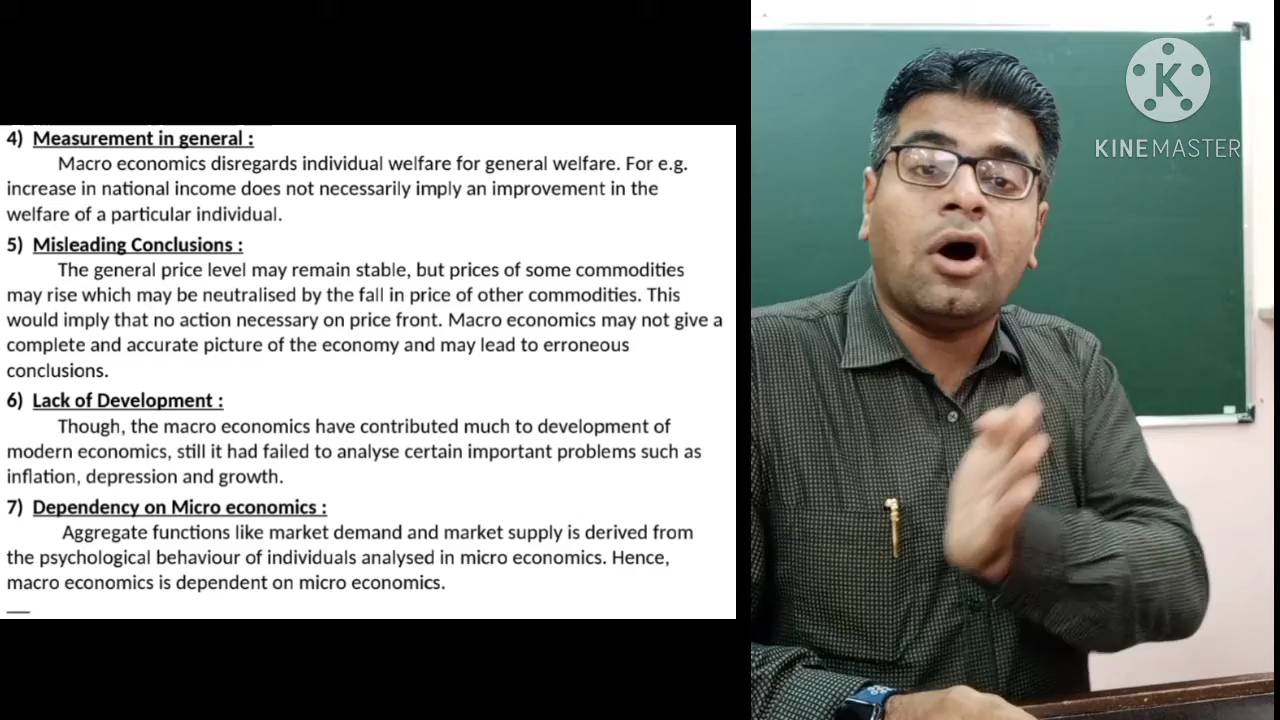 4) Measurement in general :
Macro economics disregards individual welfare for general welfare. For e.g.
increase in national income does not necessarily imply an improvement in the
welfare of a particular individual.
5) Misleading Conclusions :
The general price level may remain stable, but prices of some commodities
may rise which may be neutralised by the fall in price of other commodities. This
would imply that no action necessary on price front. Macro economics may not give a
complete and accurate picture of the economy and may lead to erroneous
conclusions.
6) Lack of Development :
Though, the macro economics have contributed much to development of
modern economics, still it had failed to analyse certain important problems such as
inflation, depression and growth.
7) Dependency on Micro economics :
Aggregate functions like market demand and market supply is derived from
the psychological behaviour of individuals analysed in micro economics. Hence,
macro economics is dependent on micro economics.
K
KINEMASTER